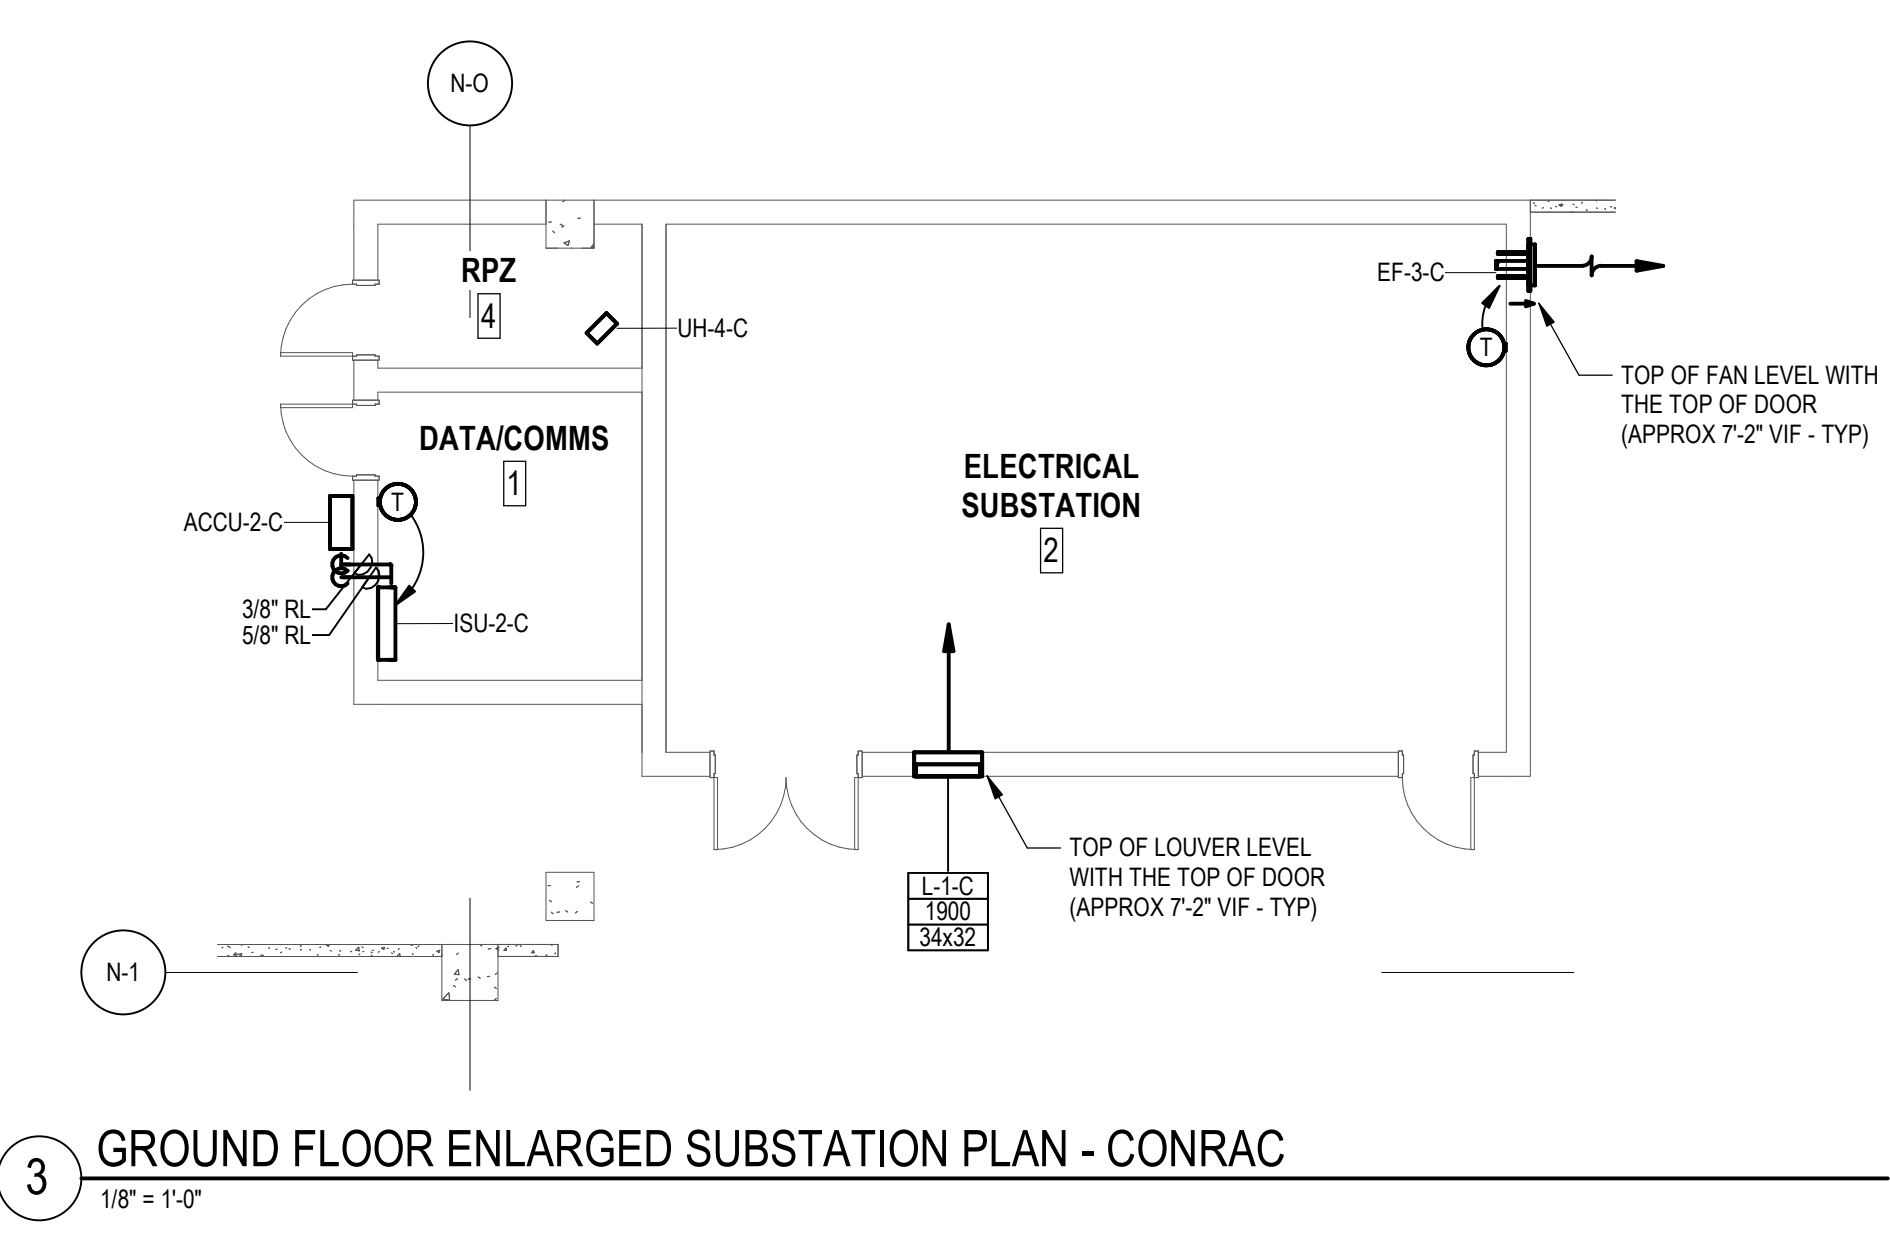 N-O
RPZ
4
UH-4-C
EF-3-C
T
TOP OF FAN LEVEL WITH
THE TOP OF DOOR
(APPROX 7'-2" VIF - TYP)
DATA/COMMS
1
T
ACCU-2-C
3/8" RL
5/8" RL
ISU-2-C
ELECTRICAL
SUBSTATION
2
TOP OF LOUVER LEVEL
WITH THE TOP OF DOOR
(APPROX 7'-2" VIF - TYP)
L-1-C
1900
34x32
N-1
3
GROUND FLOOR ENLARGED SUBSTATION PLAN - CONRAC
1/8" = 1'-0"